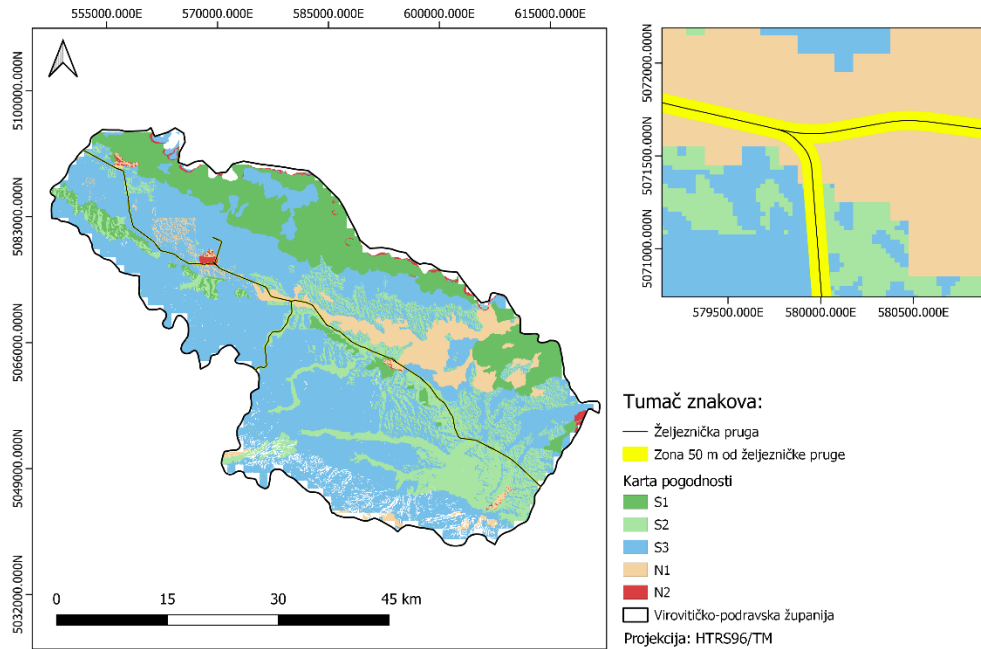 555000.000E 570000.000E 585000.000E 600000.000E 615000.000E
5100000.000N
5083000.000N
5066000.000N
5049000.000N
5032000.000N
0 15 30 45 km
5072000.000N
5071500.000N
5071000.000N
579500.000E 580000.000E 580500.000E
Tumač znakova:
Željeznička pruga
Zona 50 m od željezničke pruge
Karta pogodnosti
S1
S2
S3
N1
N2
Virovitičko-podravska županija
Projekcija: HTRS96/TM